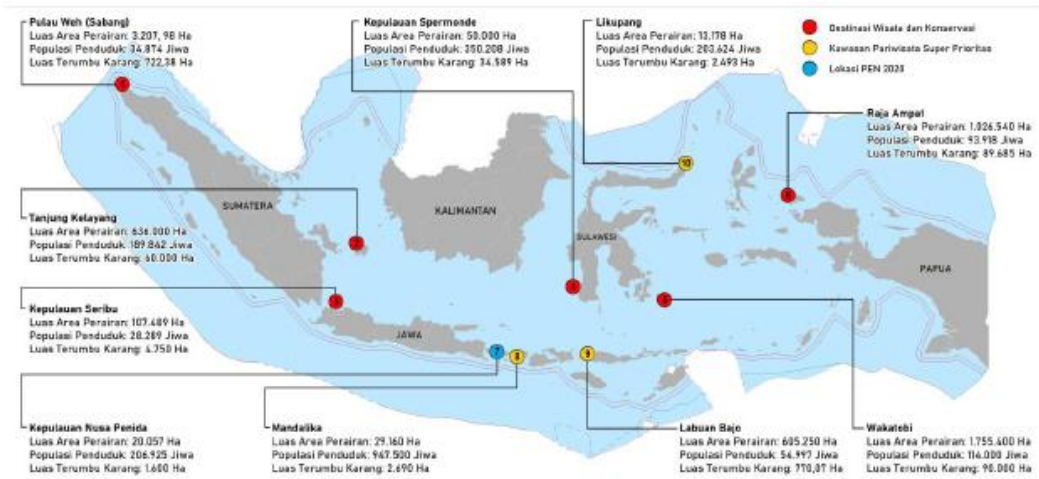 Pulau Weh (Sabang)
Luas Area Perairan: 3.207, 98 Ha
Populasi Penduduk: 34.874 Jiwa
Luas Terumbu Karang: 722,38 Ha
Kepulauan Spermonde
Luas Area Perairan: 50.000 Ha
Populasi Penduduk: 350.208 Jiwa
Luas Terumbu Karang: 34.589 Ha
Likupang
Luas Area Perairan: 13.178 Ha
Populasi Penduduk: 203.624 Jiwa
Luas Terumbu Karang: 2.493 Ha
Destinasi Wisata dan Konservasi
Kawasan Pariwisata Super Prioritas
Lokasi PEN 2020
Raja Ampat
Luas Area Perairan: 1.026.540 Ha
Populasi Penduduk: 93.918 Jiwa
Luas Terumbu Karang: 89.685 Ha
1
10
SUMATERA
KALIMANTAN
SULAWESI
PAPUA
Tanjung Kelayang
Luas Area Perairan: 636.000 Ha
Populasi Penduduk: 189.842 Jiwa
Luas Terumbu Karang: 60.000 Ha
2
3
5
Kepulauan Seribu
Luas Area Perairan: 107.489 Ha
Populasi Penduduk: 28.289 Jiwa
Luas Terumbu Karang: 4.750 Ha
JAWA
7
8
9
Kepulauan Nusa Penida
Luas Area Perairan: 20.057 Ha
Populasi Penduduk: 206.925 Jiwa
Luas Terumbu Karang: 1.600 Ha
Mandalika
Luas Area Perairan: 29.160 Ha
Populasi Penduduk: 947.500 Jiwa
Luas Terumbu Karang: 2.690 Ha
Labuan Bajo
Luas Area Perairan: 605.250 Ha
Populasi Penduduk: 54.997 Jiwa
Luas Terumbu Karang: 770,07 Ha
Wakatobi
Luas Area Perairan: 1.755.400 Ha
Populasi Penduduk: 114.000 Jiwa
Luas Terumbu Karang: 90.000 Ha